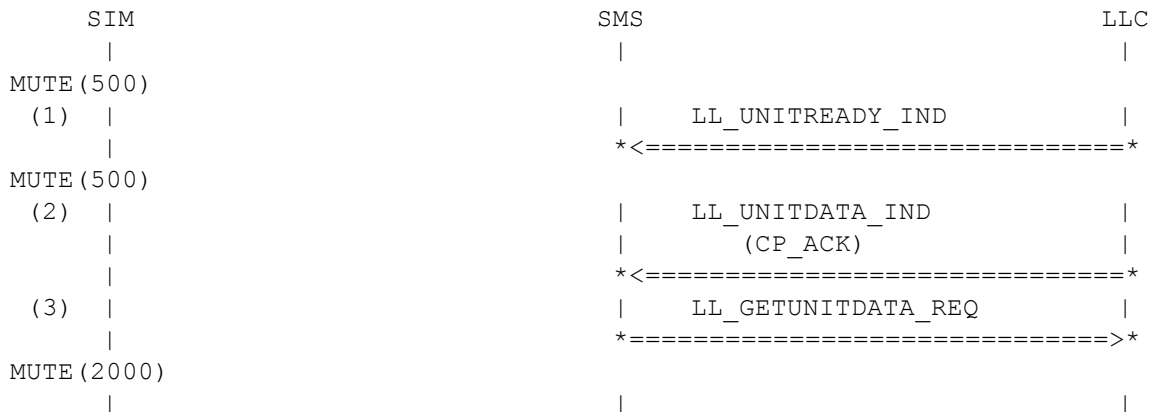 SIM SMS LLC
| | |
MUTE(500)
(1) | | LL_UNITREADY_IND |
| *<==============================*
MUTE(500)
(2) | | LL_UNITDATA_IND |
| | (CP_ACK) |
| *<==============================*
(3) | | LL_GETUNITDATA_REQ |
| *==============================>*
MUTE(2000)
| | |